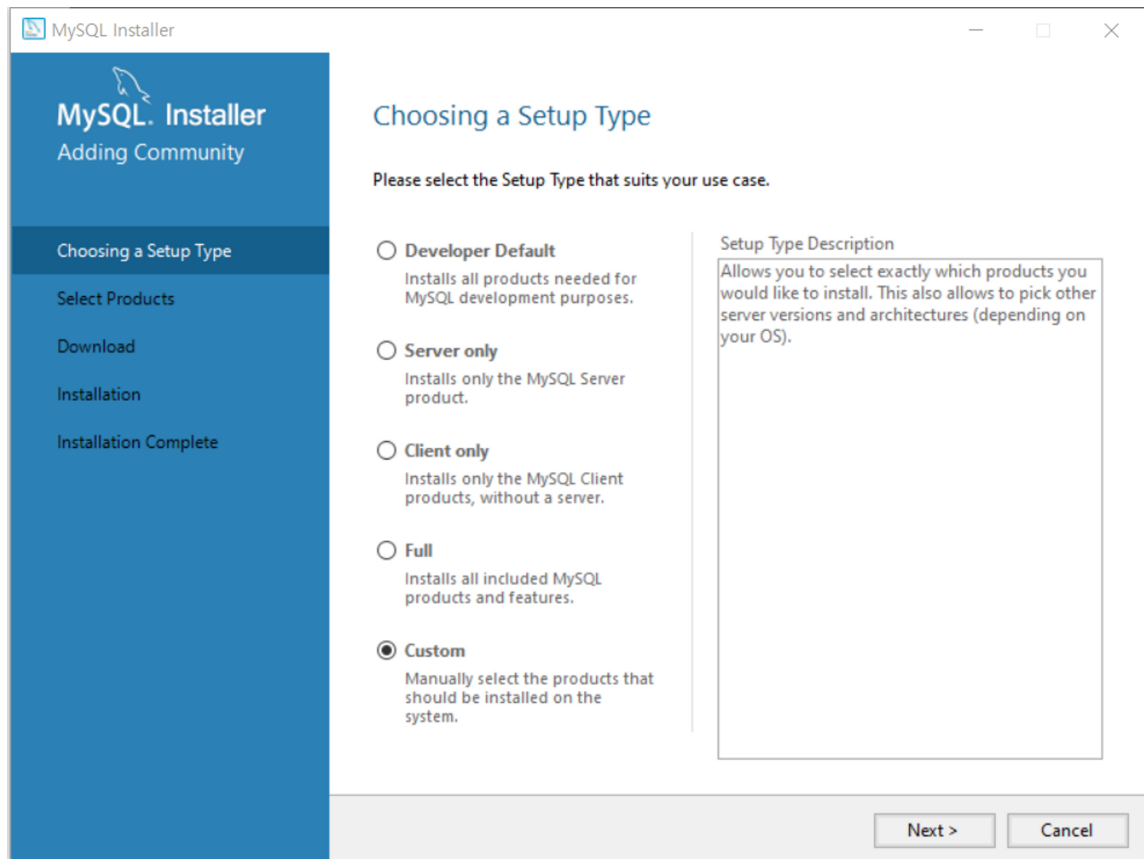 MySQL Installer
MySQL. Installer
Adding Community
Choosing a Setup Type
Select Products
Download
Installation
Installation Complete
Choosing a Setup Type
Please select the Setup Type that suits your use case.
Developer Default
Installs all products needed for
MySQL development purposes.
Server only
Installs only the MySQL Server
product.
Client only
Installs only the MySQL Client
products, without a server.
Full
Installs all included MySQL
products and features.
Custom
Manually select the products that
should be installed on the
system.
Setup Type Description
Allows you to select exactly which products you
would like to install. This also allows to pick other
server versions and architectures (depending on
your OS).
Next >
Cancel